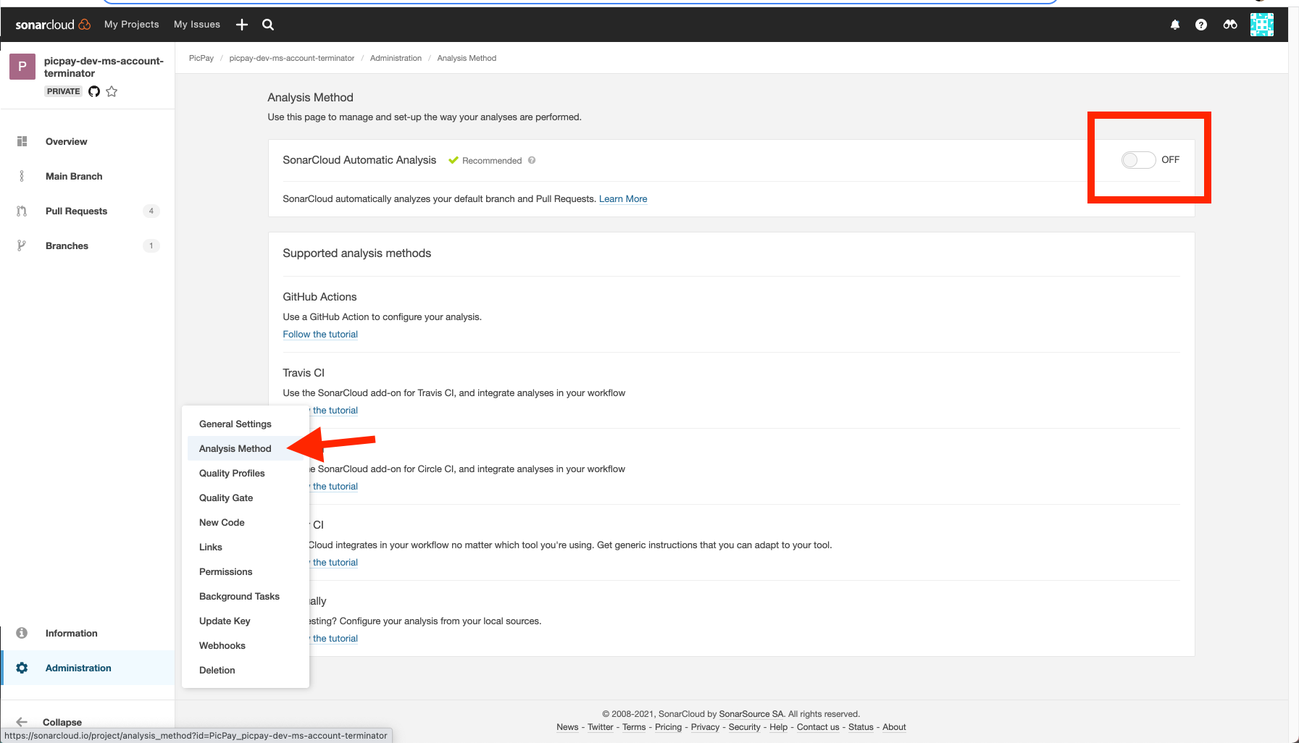 sonarcloud My Projects My Issues
P picpay-dev-ms-account-terminator
PRIVATE
Overview
Main Branch
Pull Requests 4
Branches 1
Information
Administration
Collapse
PicPay / picpay-dev-ms-account-terminator / Administration / Analysis Method
Analysis Method
Use this page to manage and set-up the way your analyses are performed.
SonarCloud Automatic Analysis Recommended ?
OFF
SonarCloud automatically analyzes your default branch and Pull Requests. Learn More
Supported analysis methods
GitHub Actions
Use a GitHub Action to configure your analysis.
Follow the tutorial
Travis CI
Use the SonarCloud add-on for Travis CI, and integrate analyses in your workflow
the tutorial
SonarCloud add-on for Circle CI, and integrate analyses in your workflow
the tutorial
CI
Cloud integrates in your workflow no matter which tool you're using. Get generic instructions that you can adapt to your tool.
the tutorial
ally
esting? Configure your analysis from your local sources.
the tutorial
General Settings
Analysis Method
Quality Profiles
Quality Gate
New Code
Links
Permissions
Background Tasks
Update Key
Webhooks
Deletion
© 2008-2021, SonarCloud by SonarSource SA. All rights reserved.
News - Twitter - Terms - Pricing - Privacy - Security - Help - Contact us - Status - About
https://sonarcloud.io/project/analysis_method?id=PicPay_picpay-dev-ms-account-terminator